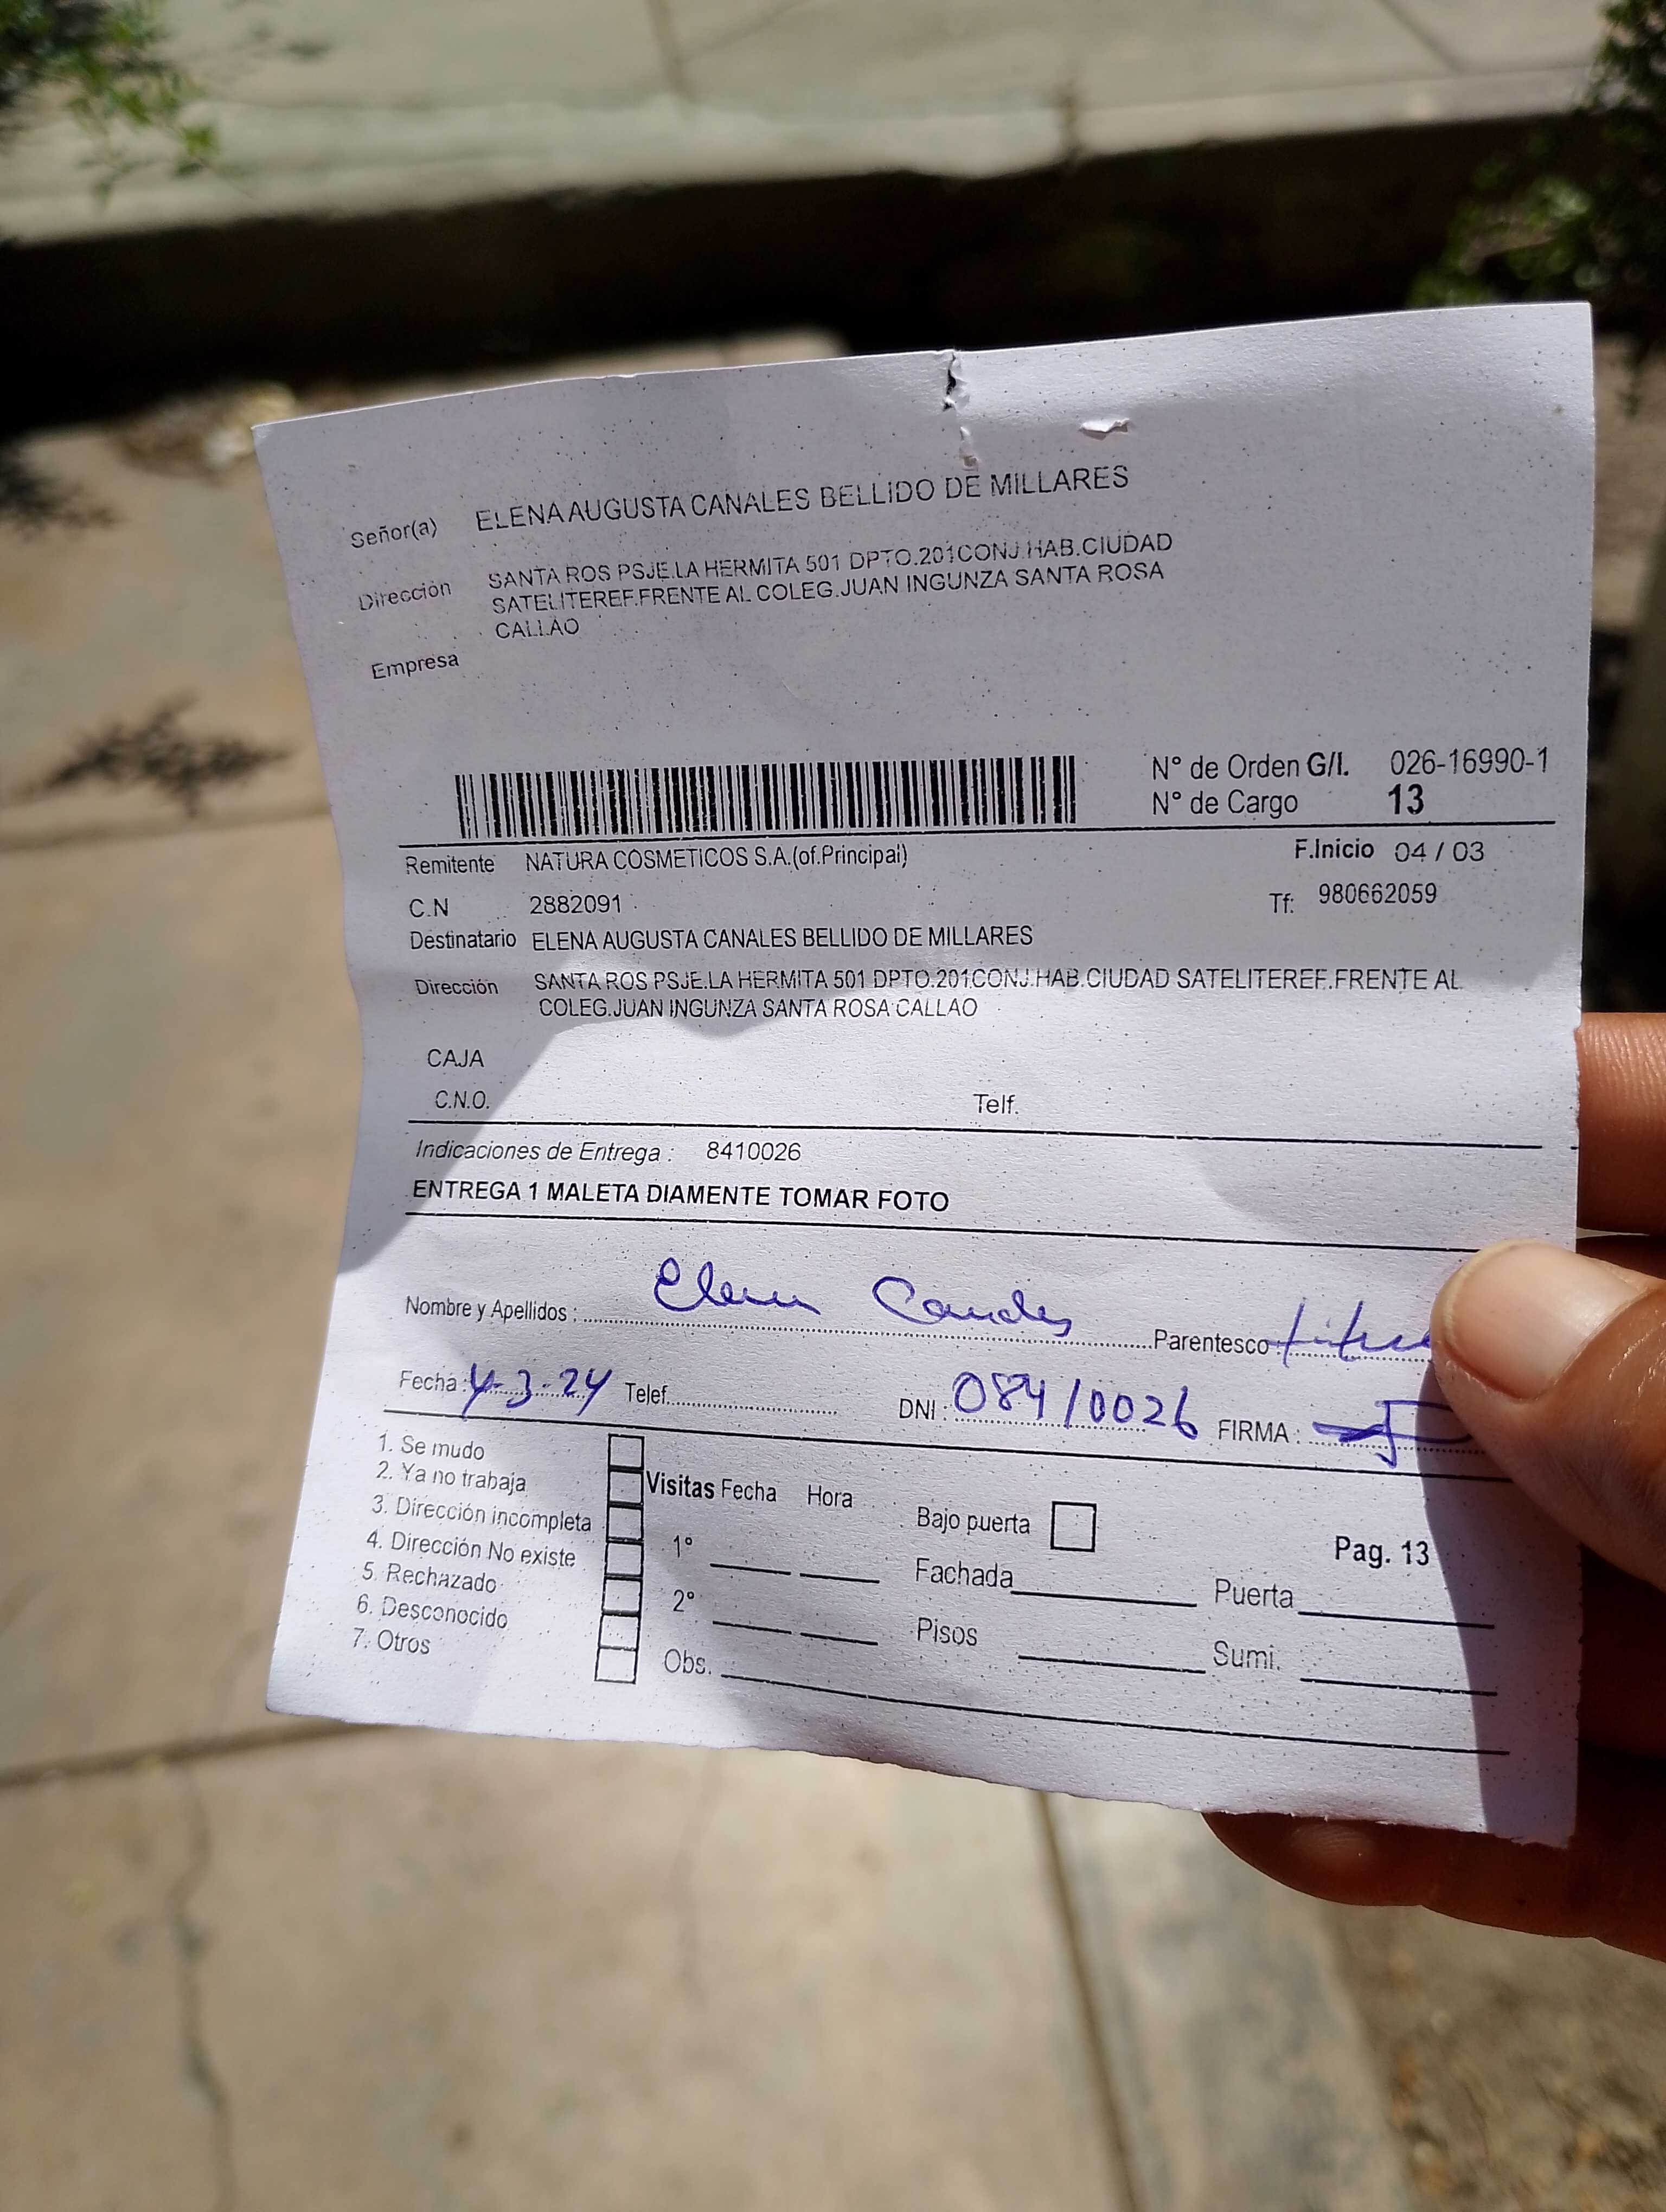 Señor(a) ELENA AUGUSTA CANALES BELLIDO DE MILLARES
Dirección SANTA ROS PSJE.LA HERMITA 501 DPTO.201CONJ.HAB.CIUDAD
SATELITEREF.FRENTE AL COLEG.JUAN INGUNZA SANTA ROSA
CALLAO
Empresa
N° de Orden G/I. 026-16990-1
N° de Cargo 13
Remitente NATURA COSMETICOS S.A.(of.Principal) F.Inicio 04 / 03
C.N 2882091 Tf: 980662059
Destinatario ELENA AUGUSTA CANALES BELLIDO DE MILLARES
Dirección SANTA ROS PSJE.LA HERMITA 501 DPTO.201CONJ.HAB.CIUDAD SATELITEREF.FRENTE AL
COLEG.JUAN INGUNZA SANTA ROSA CALLAO
CAJA
C.N.O. Telf.
Indicaciones de Entrega : 8410026
ENTREGA 1 MALETA DIAMENTE TOMAR FOTO
Nombre y Apellidos : Elena Canales Parentesco
Fecha: 4-3-24 Telef. DNI : 08410026 FIRMA :
1. Se mudo
2. Ya no trabaja
3. Dirección incompleta
4. Dirección No existe
5. Rechazado
6. Desconocido
7. Otros
Visitas Fecha Hora
1°
2°
Obs.
Bajo puerta
Fachada
Pisos
Pag. 13
Puerta
Sumi.